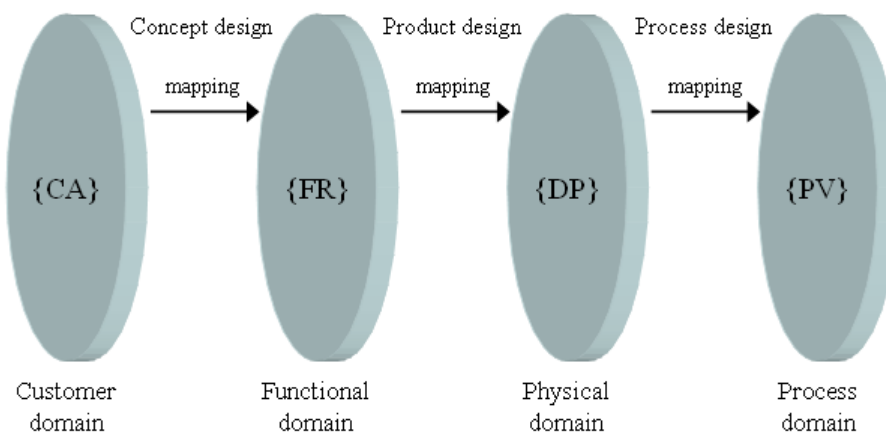 Concept design
Product design
Process design
mapping
mapping
mapping
{CA}
{FR}
{DP}
{PV}
Customer
domain
Functional
domain
Physical
domain
Process
domain